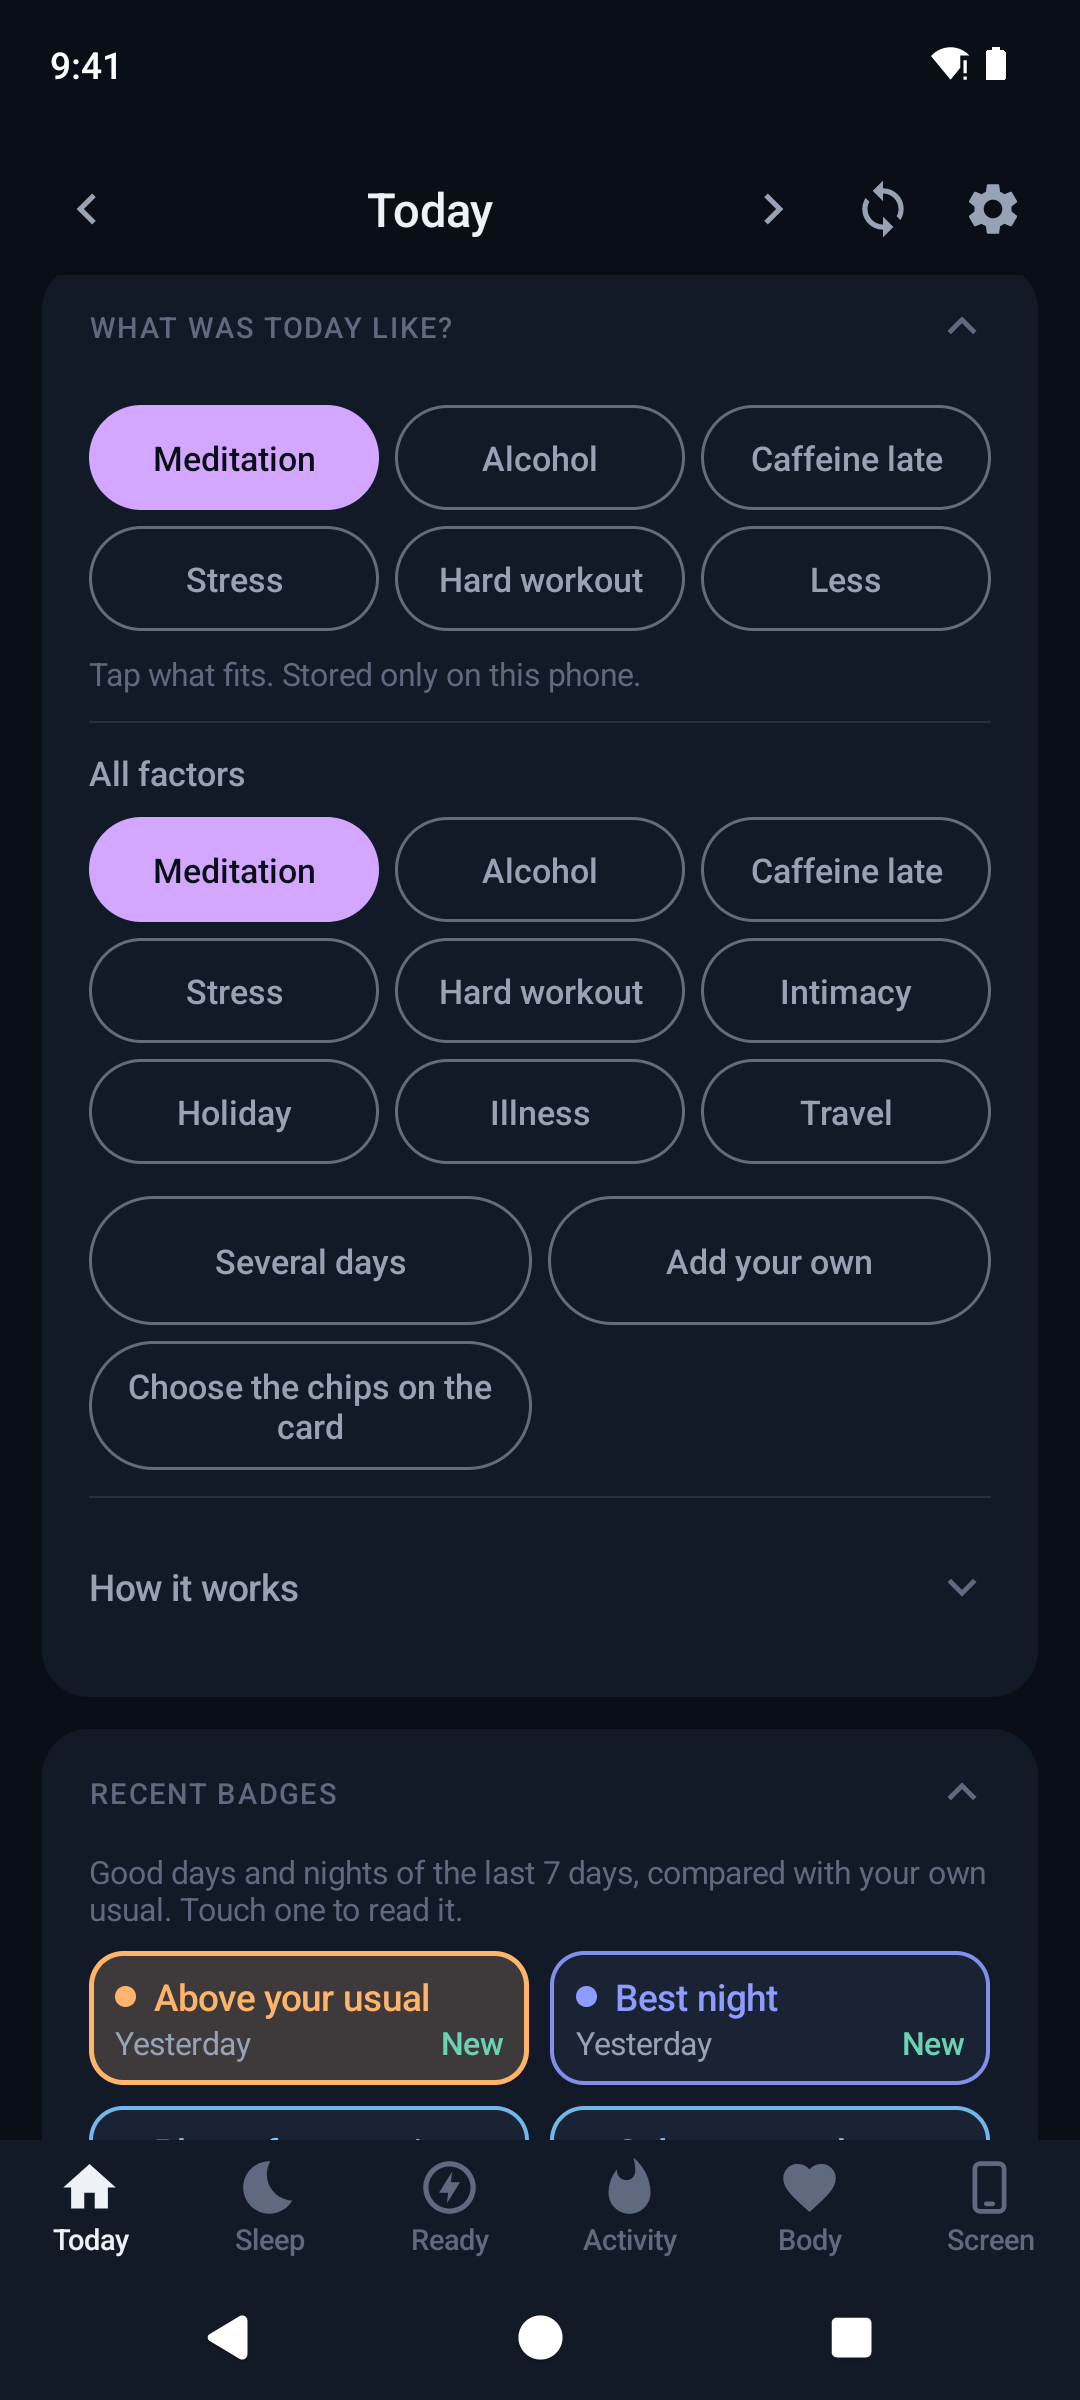 9:41
Today
WHAT WAS TODAY LIKE?
Meditation
Alcohol
Caffeine late
Stress
Hard workout
Less
Tap what fits. Stored only on this phone.
All factors
Meditation
Alcohol
Caffeine late
Stress
Hard workout
Intimacy
Holiday
Illness
Travel
Several days
Add your own
Choose the chips on the
card
How it works
RECENT BADGES
Good days and nights of the last 7 days, compared with your own
usual. Touch one to read it.
Above your usual
Yesterday
New
Best night
Yesterday
New
Today
Sleep
Ready
Activity
Body
Screen